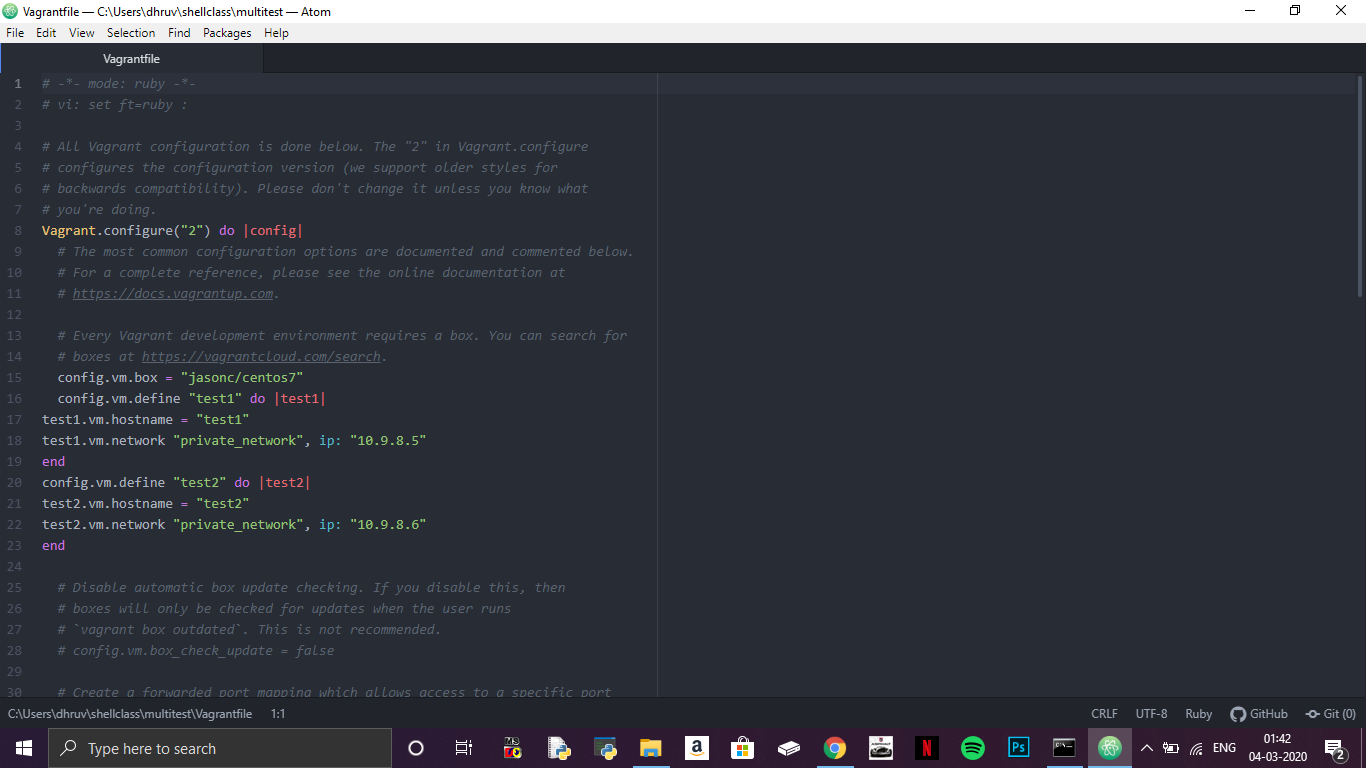 Vagrantfile — C:\Users\dhruv\shellclass\multitest — Atom
File Edit View Selection Find Packages Help
Vagrantfile
1 # -*- mode: ruby -*-
2 # vi: set ft=ruby :
3
4 # All Vagrant configuration is done below. The "2" in Vagrant.configure
5 # configures the configuration version (we support older styles for
6 # backwards compatibility). Please don't change it unless you know what
7 # you're doing.
8 Vagrant.configure("2") do |config|
9 # The most common configuration options are documented and commented below.
10 # For a complete reference, please see the online documentation at
11 # https://docs.vagrantup.com.
12
13 # Every Vagrant development environment requires a box. You can search for
14 # boxes at https://vagrantcloud.com/search.
15 config.vm.box = "jasonc/centos7"
16 config.vm.define "test1" do |test1|
17 test1.vm.hostname = "test1"
18 test1.vm.network "private_network", ip: "10.9.8.5"
19 end
20 config.vm.define "test2" do |test2|
21 test2.vm.hostname = "test2"
22 test2.vm.network "private_network", ip: "10.9.8.6"
23 end
24
25 # Disable automatic box update checking. If you disable this, then
26 # boxes will only be checked for updates when the user runs
27 # `vagrant box outdated`. This is not recommended.
28 # config.vm.box_check_update = false
29
30 # Create a forwarded port mapping which allows access to a specific port
C:\Users\dhruv\shellclass\multitest\Vagrantfile 1:1 CRLF UTF-8 Ruby GitHub Git (0)
Type here to search
a
N
Ps
ENG
01:42
04-03-2020
2